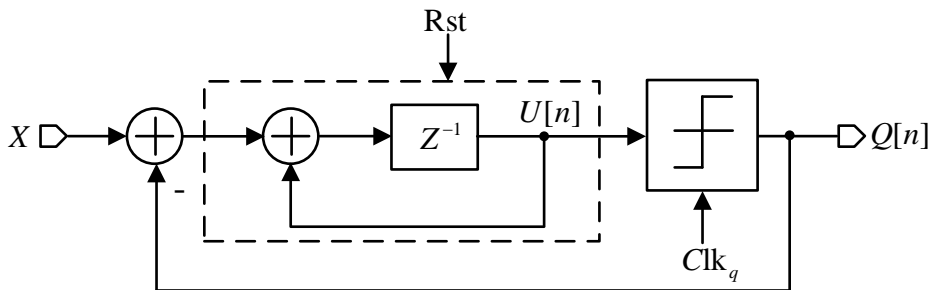 Rst
X
Z⁻¹
U[n]
Q[n]
-
Clk_q